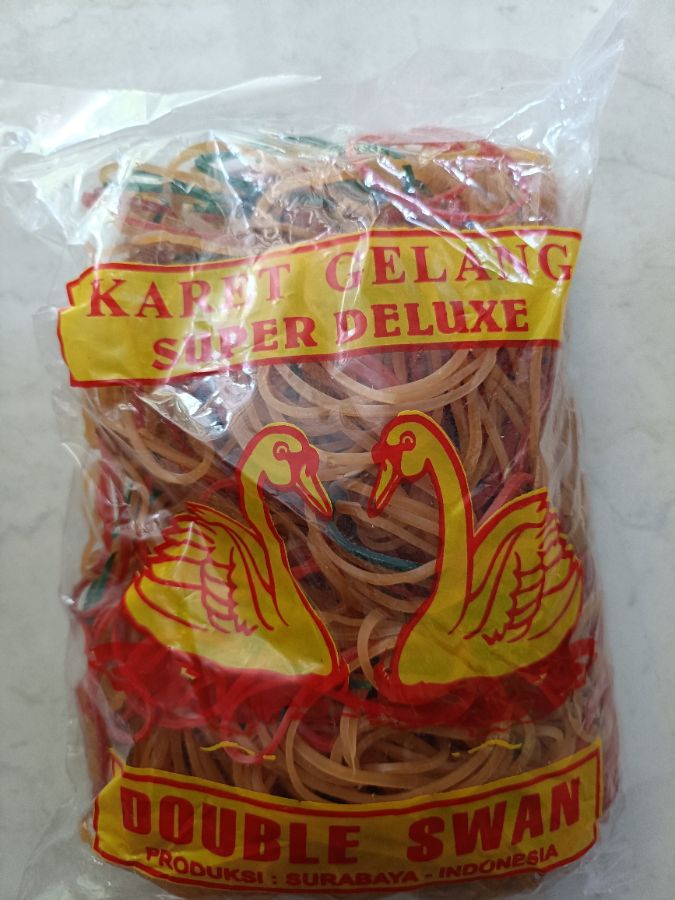 KARET GELANG
SUPER DELUXE
DOUBLE SWAN
PRODUKSI : SURABAYA - INDONESIA